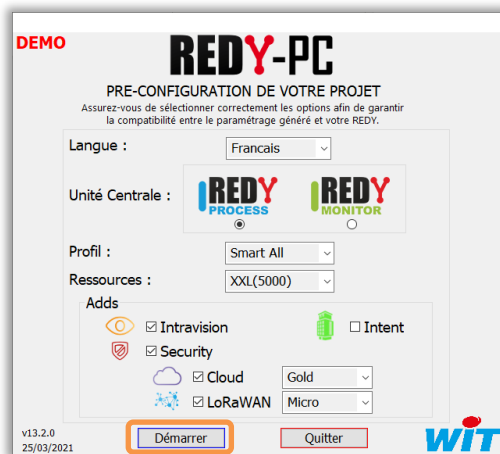 DEMO
REDY-PC
PRE-CONFIGURATION DE VOTRE PROJET
Assurez-vous de sélectionner correctement les options afin de garantir
la compatibilité entre le paramétrage généré et votre REDY.
Langue :
Francais
Unité Centrale :
REDY PROCESS
REDY MONITOR
Profil :
Smart All
Ressources :
XXL(5000)
Adds
Intravision
Intent
Security
Cloud
Gold
LoRaWAN
Micro
v13.2.0
25/03/2021
Démarrer
Quitter
wit